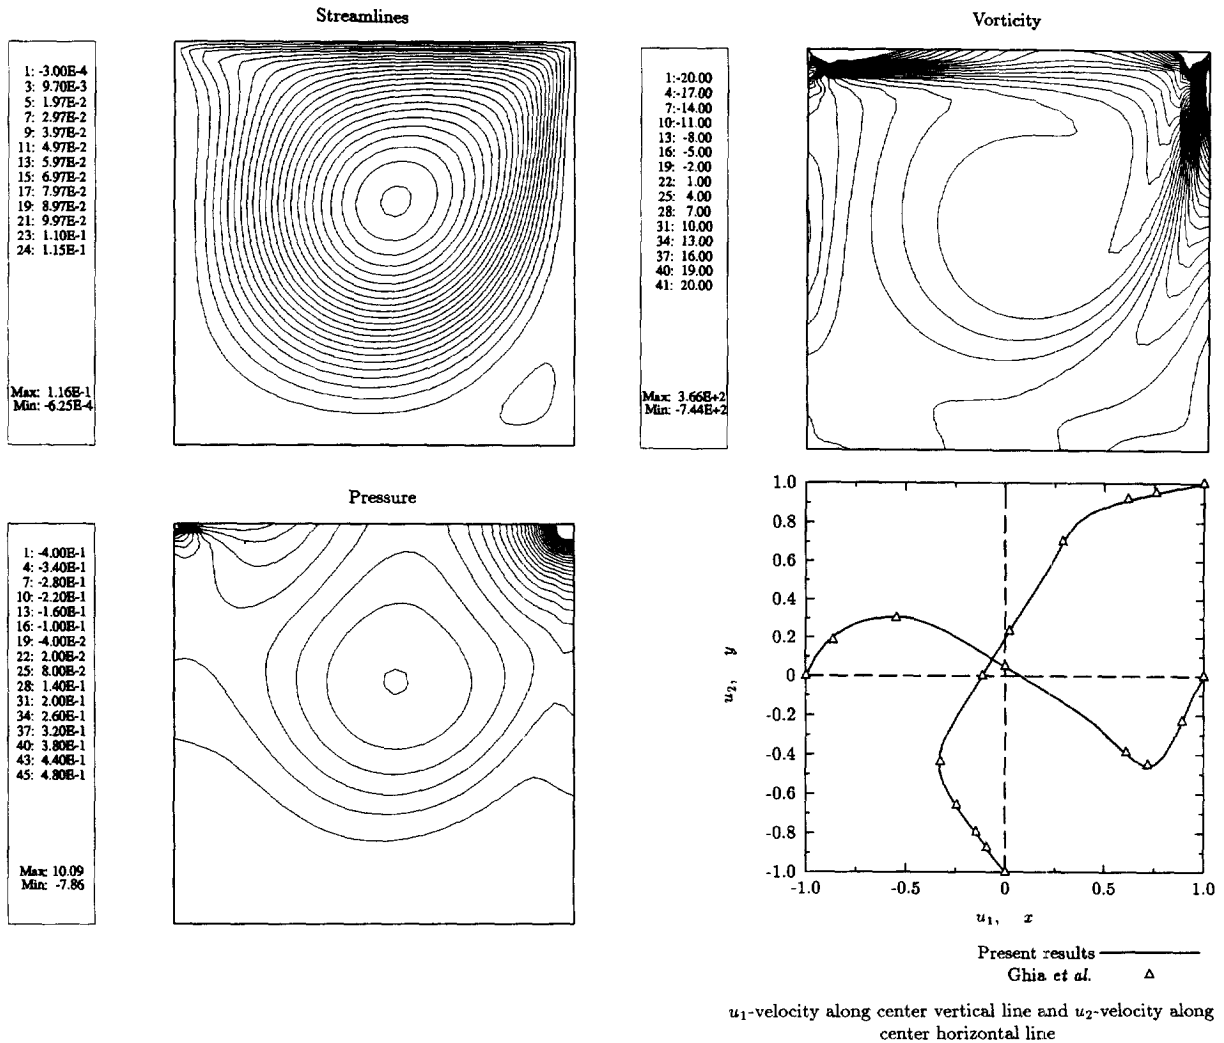 Streamlines
1: -3.00E-4
3: 9.70E-3
5: 1.97E-2
7: 2.97E-2
9: 3.97E-2
11: 4.97E-2
13: 5.97E-2
15: 6.97E-2
17: 7.97E-2
19: 8.97E-2
21: 9.97E-2
23: 1.10E-1
24: 1.15E-1
Max: 1.16E-1
Min: -6.25E-4
Vorticity
1:-20.00
4:-17.00
7:-14.00
10:-11.00
13: -8.00
16: -5.00
19: -2.00
22: 1.00
25: 4.00
28: 7.00
31: 10.00
34: 13.00
37: 16.00
40: 19.00
41: 20.00
Max: 3.66E+2
Min: -7.44E+2
Pressure
1: -4.00E-1
4: -3.40E-1
7: -2.80E-1
10: -2.20E-1
13: -1.60E-1
16: -1.00E-1
19: -4.00E-2
22: 2.00E-2
25: 8.00E-2
28: 1.40E-1
31: 2.00E-1
34: 2.60E-1
37: 3.20E-1
40: 3.80E-1
43: 4.40E-1
45: 4.80E-1
Max: 10.09
Min: -7.86
1.0
0.8
0.6
0.4
0.2
0
-0.2
-0.4
-0.6
-0.8
-1.0
u₂, y
-1.0 -0.5 0 0.5 1.0
u₁, x
Present results
Ghia et al. △
u₁-velocity along center vertical line and u₂-velocity along
center horizontal line